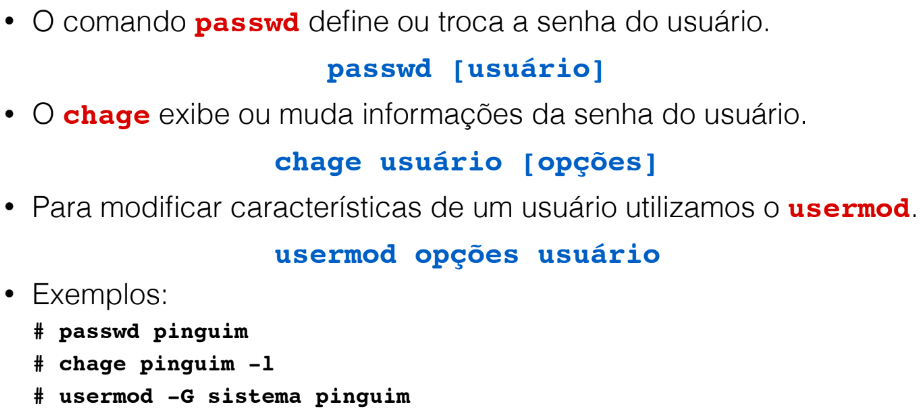 • O comando passwd define ou troca a senha do usuário.
passwd [usuário]
• O chage exibe ou muda informações da senha do usuário.
chage usuário [opções]
• Para modificar características de um usuário utilizamos o usermod.
usermod opções usuário
• Exemplos:
# passwd pinguim
# chage pinguim -l
# usermod -G sistema pinguim